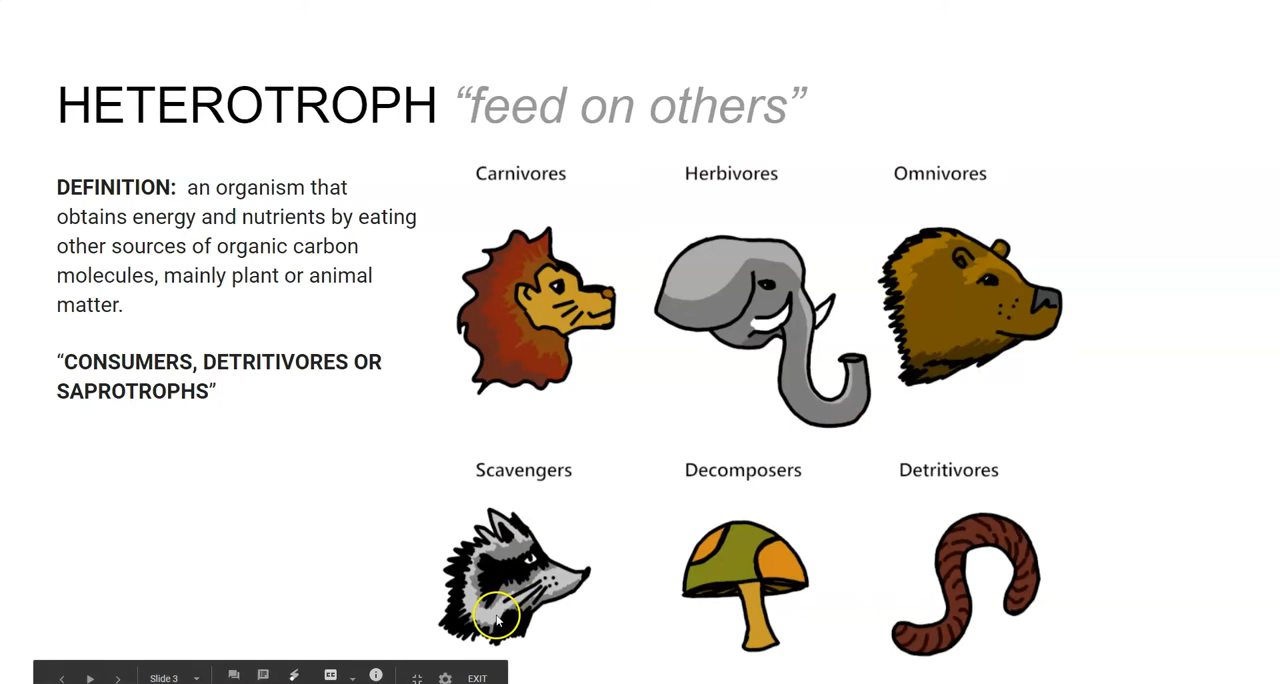 HETEROTROPH “feed on others”
DEFINITION: an organism that
obtains energy and nutrients by eating
other sources of organic carbon
molecules, mainly plant or animal
matter.
“CONSUMERS, DETRITIVORES OR
SAPROTROPHS”
Carnivores Herbivores Omnivores
Scavengers Decomposers Detritivores
Slide 3 CC EXIT